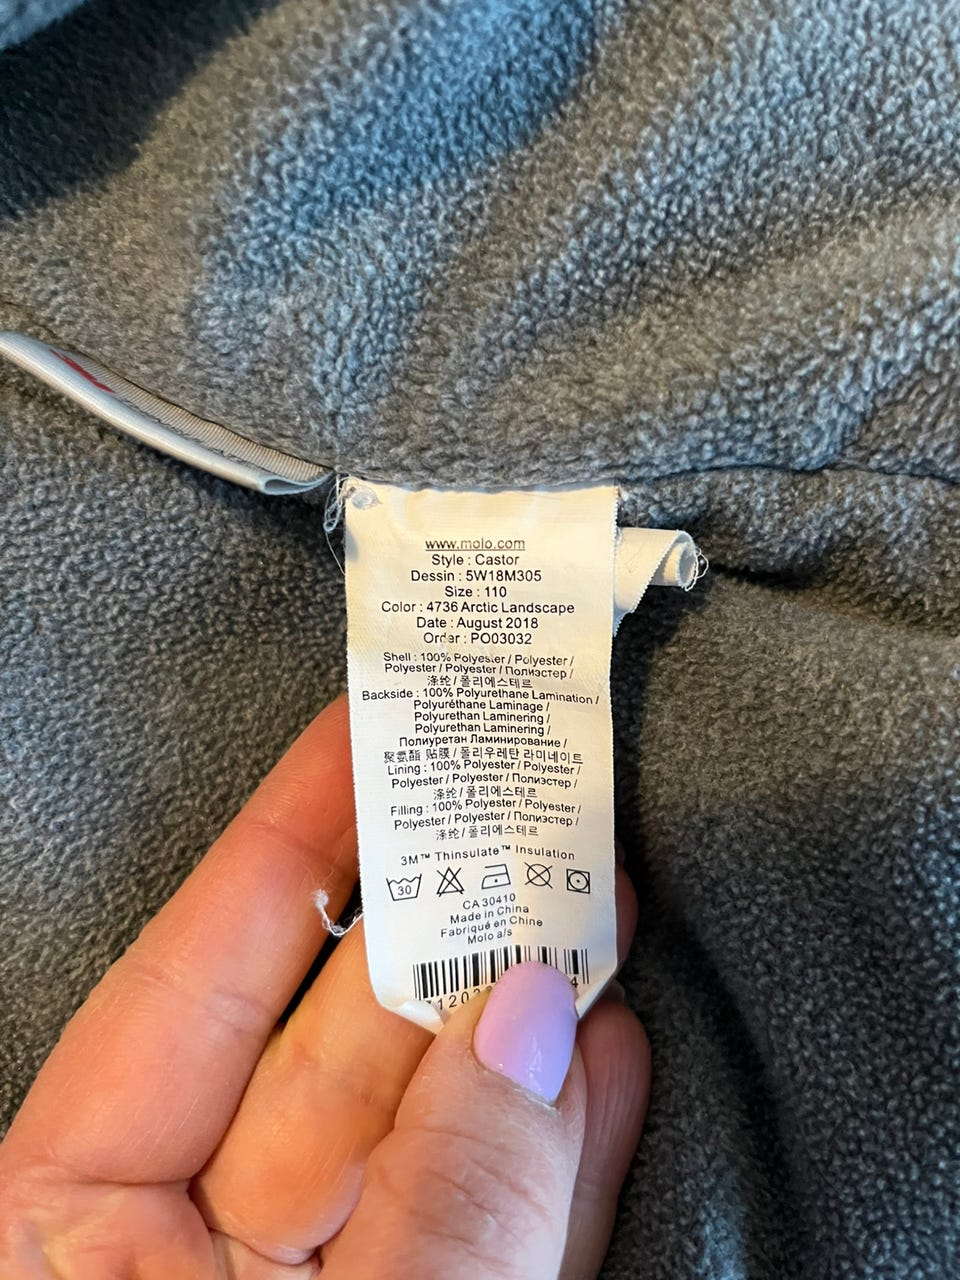 www.molo.com
Style : Castor
Dessin : 5W18M305
Size : 110
Color : 4736 Arctic Landscape
Date : August 2018
Order : PO03032
Shell : 100% Polyester / Polyester /
Polyester / Polyester / Полиэстер /
涤纶 / 폴리에스테르
Backside : 100% Polyurethane Lamination /
Polyuréthane Laminage /
Polyurethan Laminering /
Polyurethan Laminering /
Полиуретан Ламинирование /
聚氨酯 贴膜 / 폴리우레탄 라미네이트
Lining : 100% Polyester / Polyester /
Polyester / Polyester / Полиэстер /
涤纶 / 폴리에스테르
Filling : 100% Polyester / Polyester /
Polyester / Polyester / Полиэстер /
涤纶 / 폴리에스테르
3M™ Thinsulate™ Insulation
30
CA 30410
Made in China
Fabriqué en Chine
Molo a/s